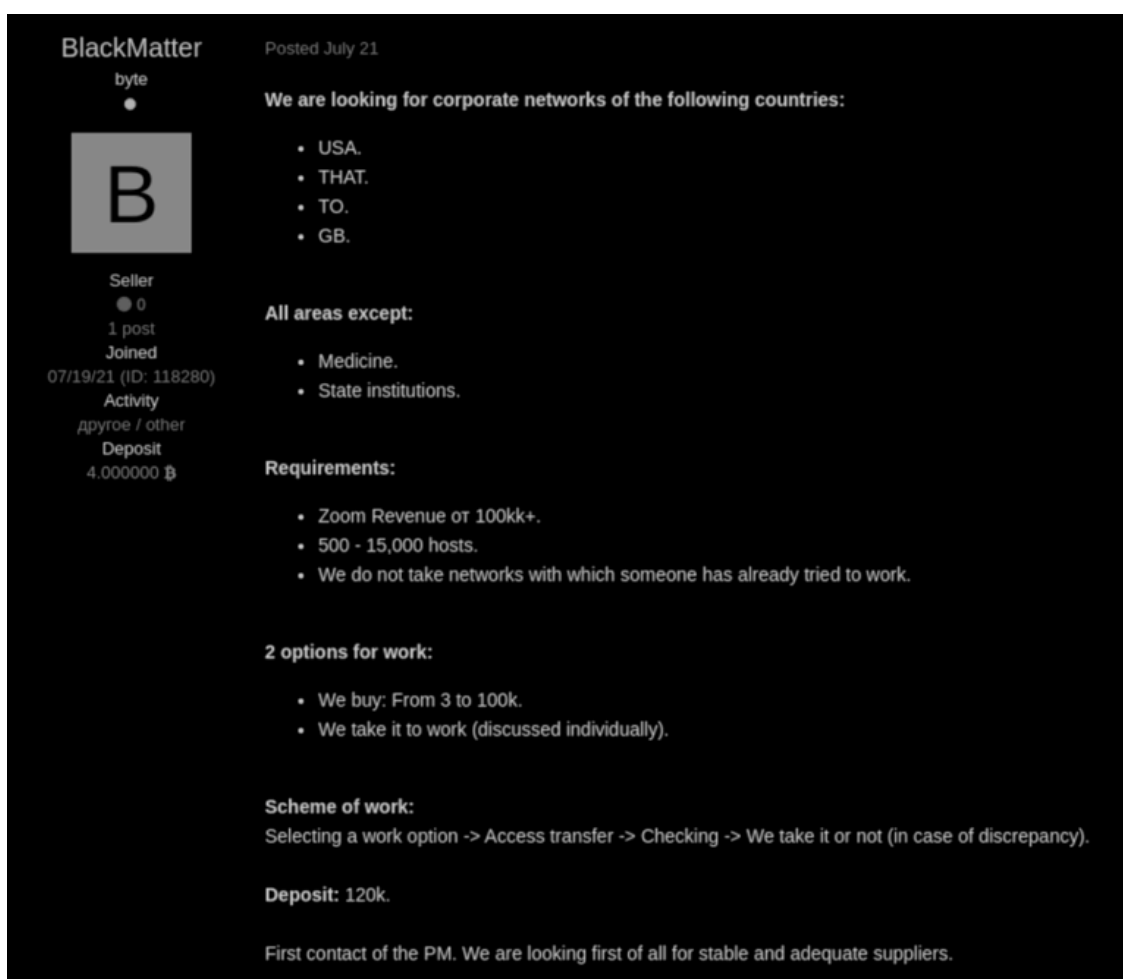 BlackMatter
byte
B
Seller
0
1 post
Joined
07/19/21 (ID: 118280)
Activity
другое / other
Deposit
4.000000 ₿
Posted July 21
We are looking for corporate networks of the following countries:
• USA.
• THAT.
• TO.
• GB.
All areas except:
• Medicine.
• State institutions.
Requirements:
• Zoom Revenue от 100kk+.
• 500 - 15,000 hosts.
• We do not take networks with which someone has already tried to work.
2 options for work:
• We buy: From 3 to 100k.
• We take it to work (discussed individually).
Scheme of work:
Selecting a work option -> Access transfer -> Checking -> We take it or not (in case of discrepancy).
Deposit: 120k.
First contact of the PM. We are looking first of all for stable and adequate suppliers.